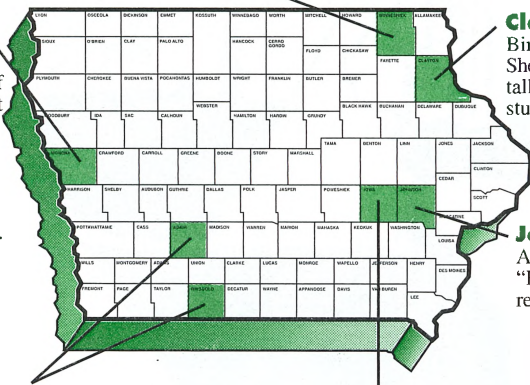 LYON OSCEOLA DICKINSON EMMET KOSSUTH WINNEBAGO WORTH MITCHELL HOWARD WINNESHIEK ALLAMAKEE
SIOUX O'BRIEN CLAY PALO ALTO HANCOCK CERRO
GORDO
FLOYD CHICKASAW
FAYETTE CLAYTON
PLYMOUTH CHEROKEE BUENA VISTA POCAHONTAS HUMBOLDT WRIGHT FRANKLIN BUTLER BREMER
WEBSTER
BLACK HAWK BUCHANAN DELAWARE DUBUQUE
WOODBURY IDA SAC CALHOUN HAMILTON HARDIN GRUNDY
TAMA BENTON LINN JONES JACKSON
CRAWFORD CARROLL GREENE BOONE STORY MARSHALL
CLINTON
CEDAR
HARRISON SHELBY AUDUBON GUTHRIE DALLAS POLK JASPER POWESHIEK IOWA JOHNSON
SCOTT
MUSCATINE
POTTAWATTAMIE CASS ADAIR MADISON WARREN MARION MAHASKA KEOKUK WASHINGTON
LOUISA
MILLS MONTGOMERY ADAMS UNION CLARKE LUCAS MONROE WAPELLO JEFFERSON HENRY
DES MOINES
FREMONT PAGE TAYLOR RINGGOLD DECATUR WAYNE APPANOOSE DAVIS VAN BUREN
LEE
Cl
Bir
Sho
tall
stu
Jo
A
"I
re